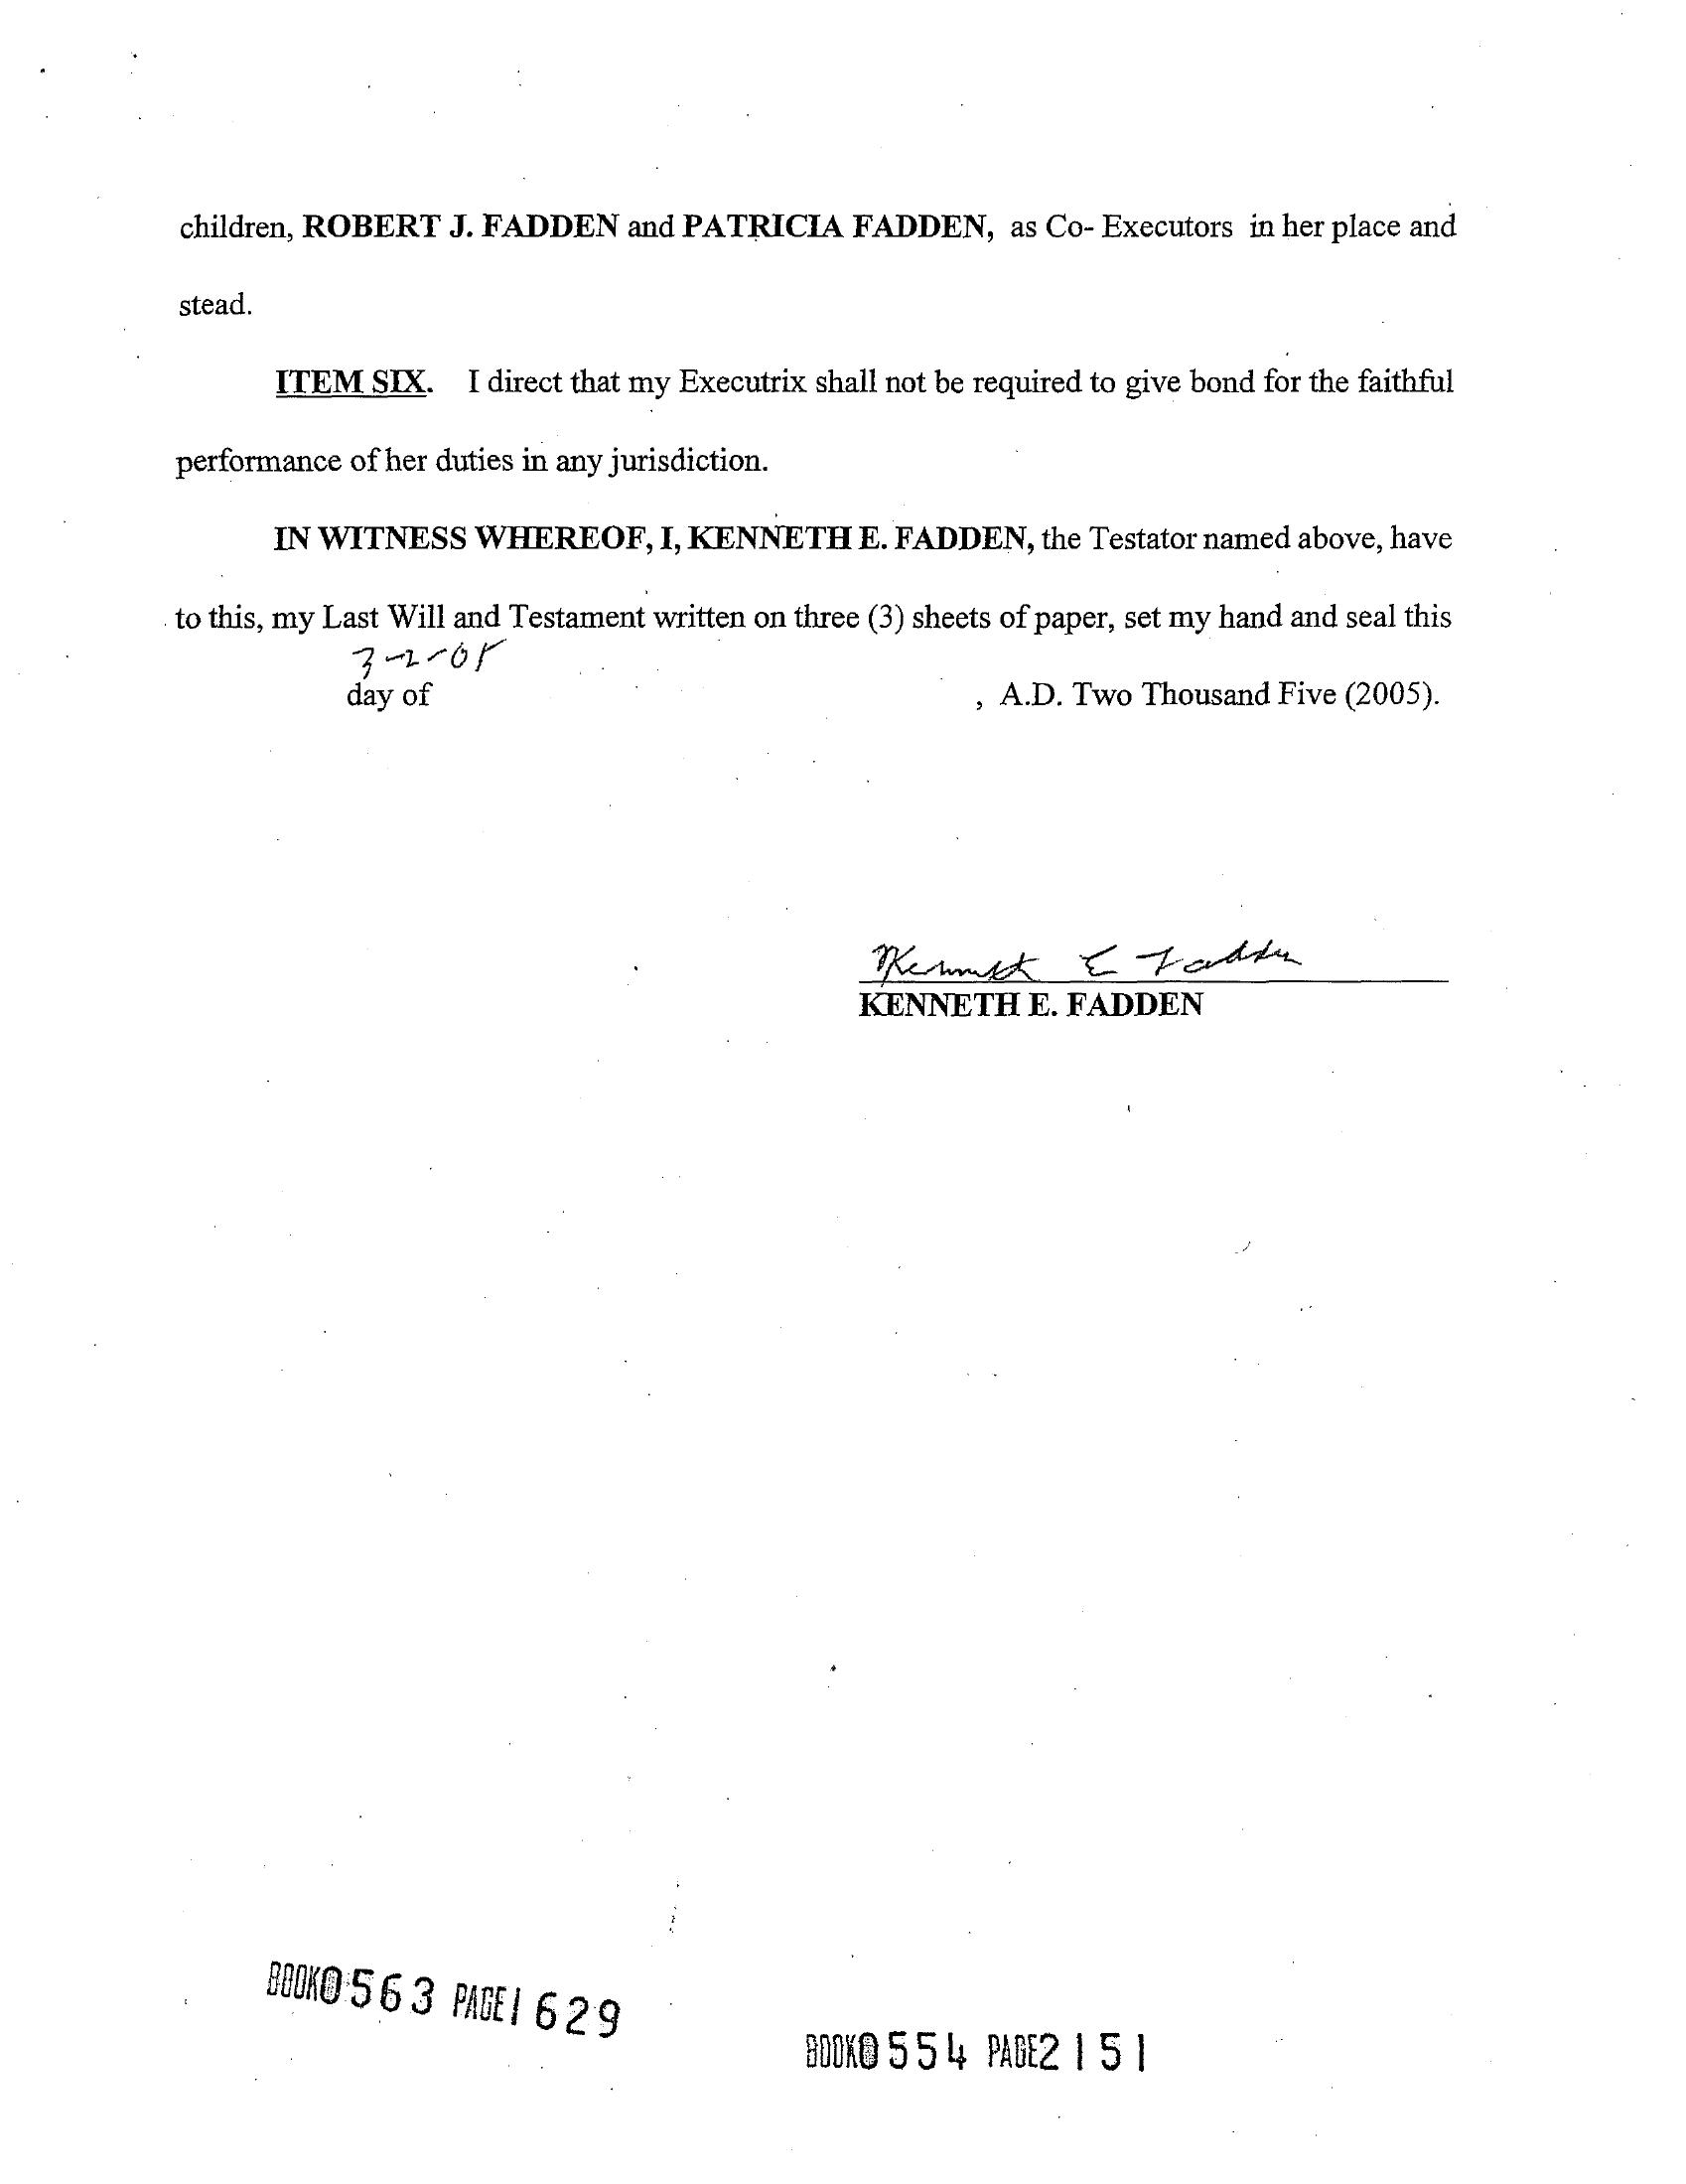 children, ROBERT J. FADDEN and PATRICIA FADDEN, as Co- Executors in her place and
stead.
ITEM SIX. I direct that my Executrix shall not be required to give bond for the faithful
performance of her duties in any jurisdiction.
IN WITNESS WHEREOF, I, KENNETH E. FADDEN, the Testator named above, have
to this, my Last Will and Testament written on three (3) sheets of paper, set my hand and seal this
3-2-05
day of , A.D. Two Thousand Five (2005).
Kenneth E Fadden
KENNETH E. FADDEN
BOOK0563 PAGE1629
BOOK0554 PAGE2151